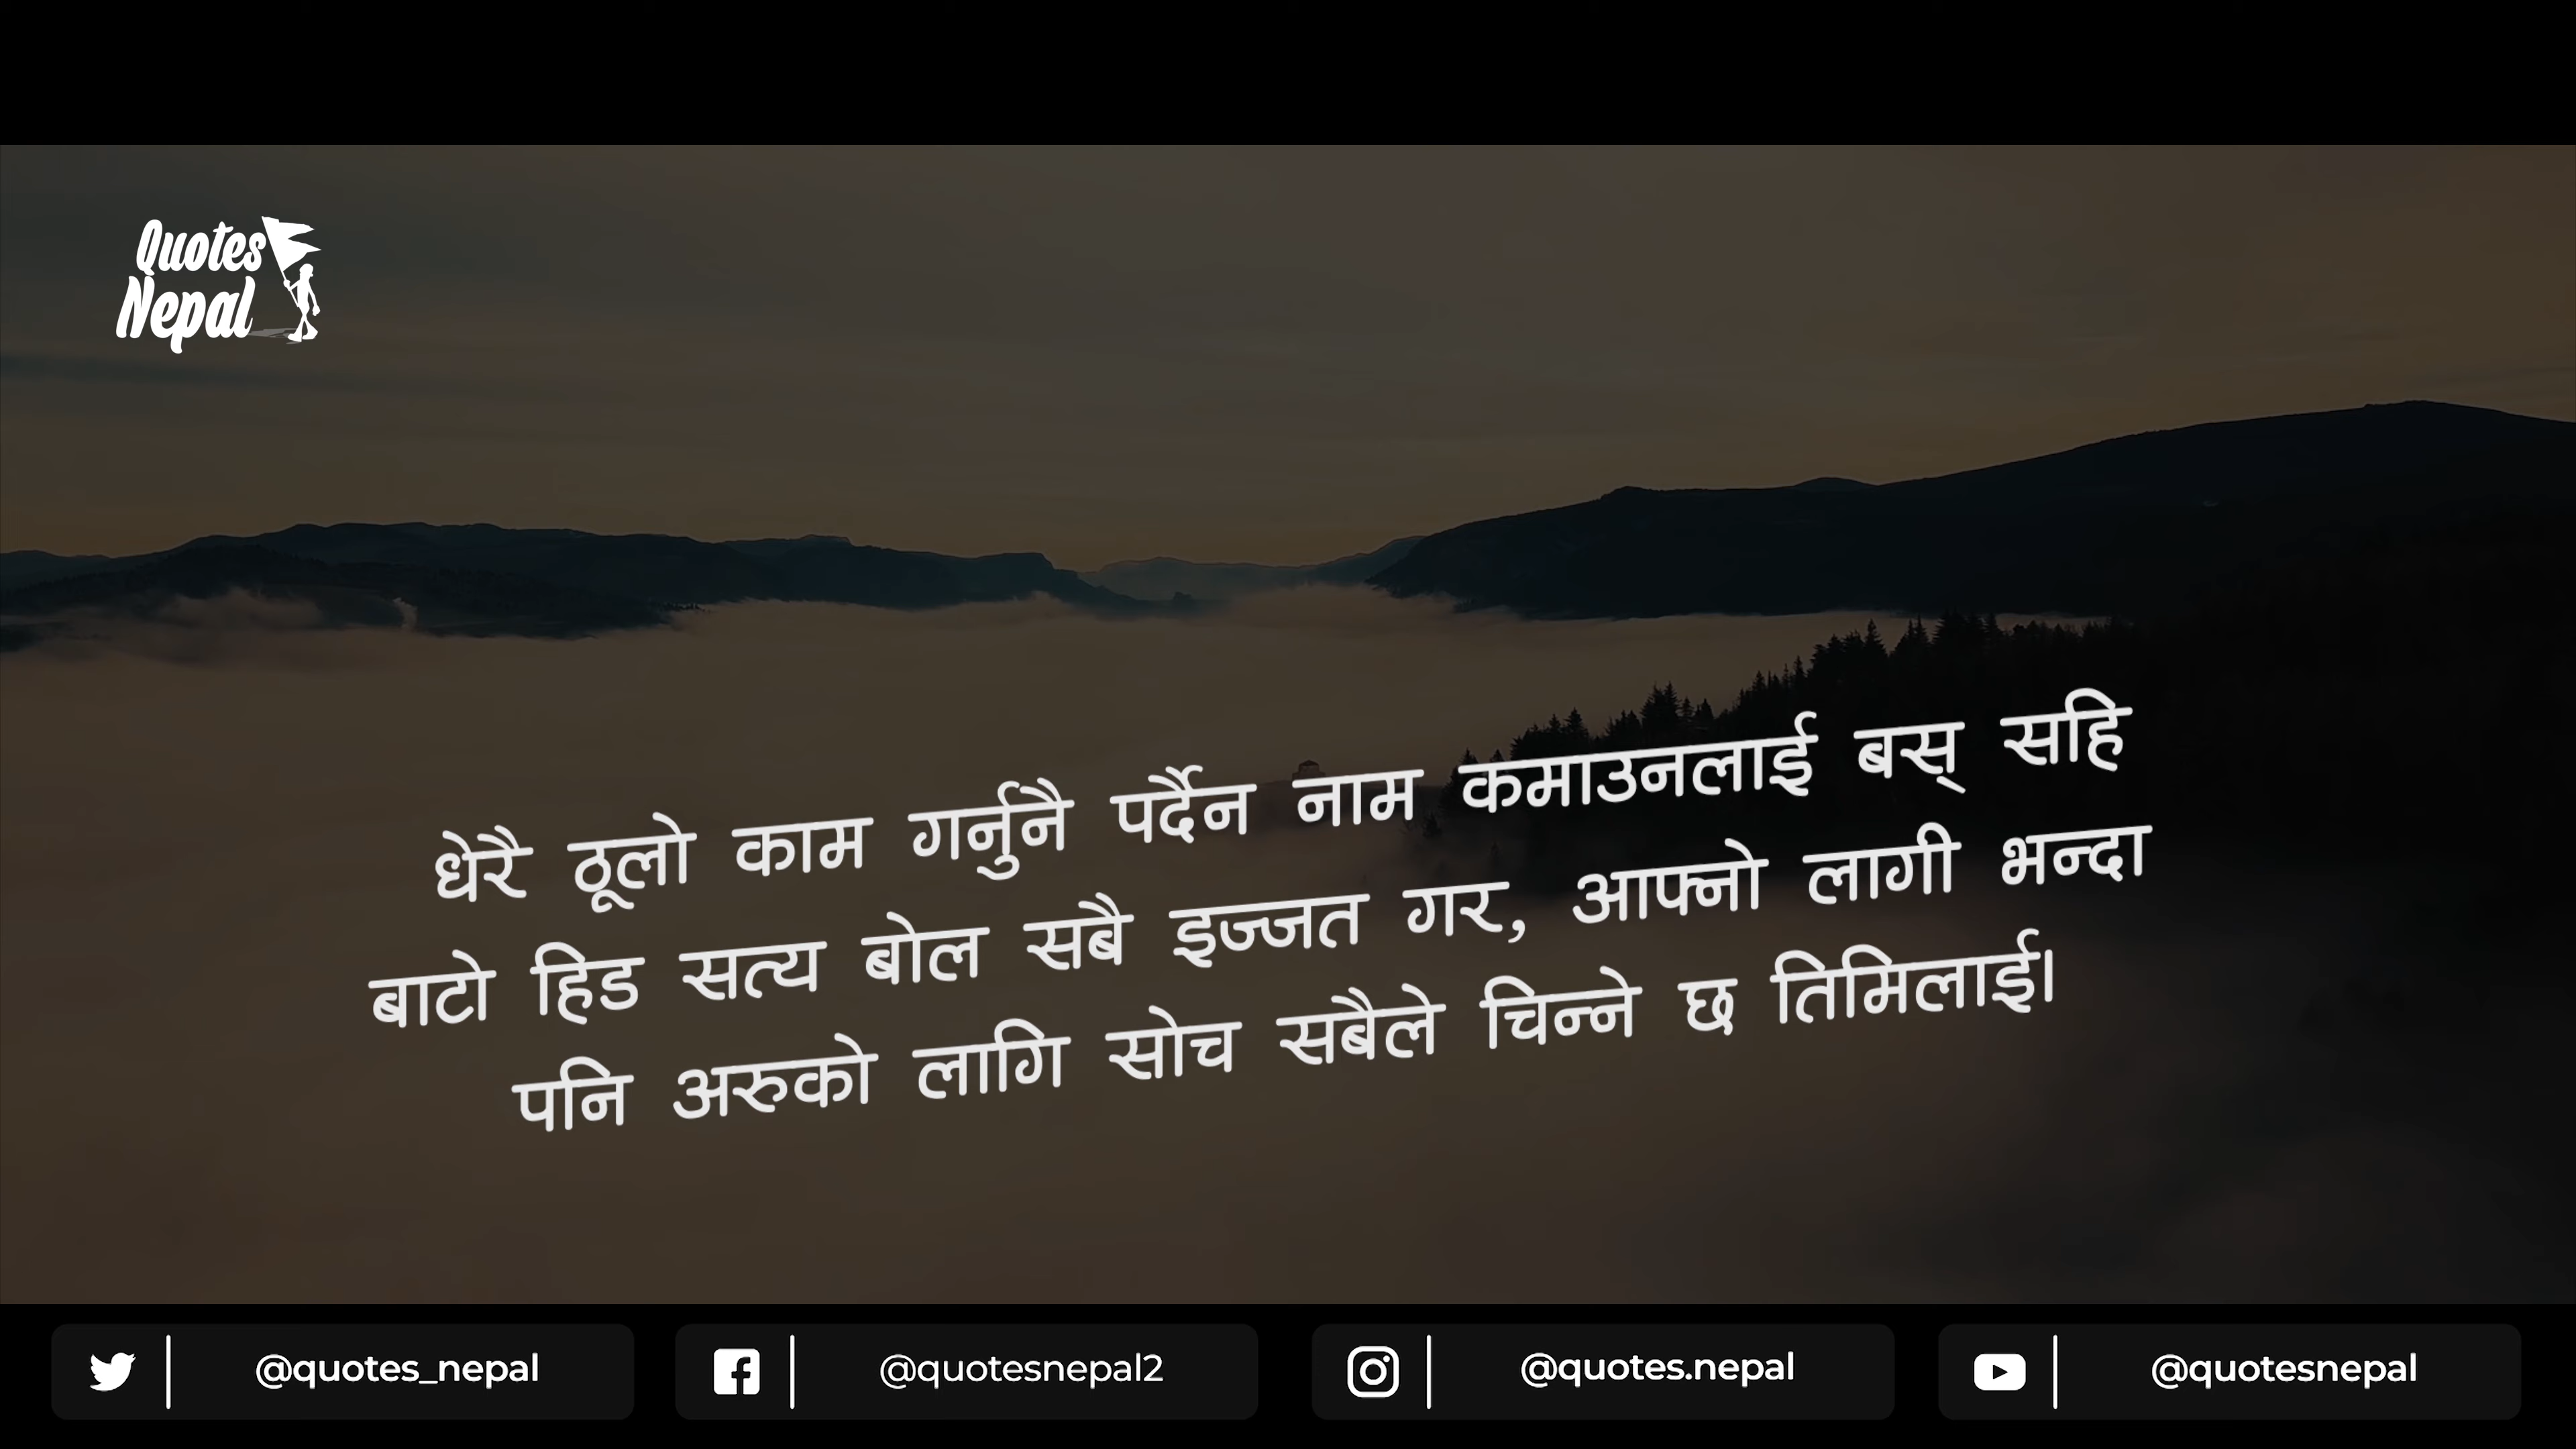 Quotes
Nepal
धेरै ठूलो काम गर्नुनै पर्दैन नाम कमाउनलाई बस् सहि
बाटो हिड सत्य बोल सबै इज्जत गर, आफ्नो लागी भन्दा
पनि अरुको लागि सोच सबैले चिन्ने छ तिमिलाई।
@quotes_nepal
@quotesnepal2
@quotes.nepal
@quotesnepal